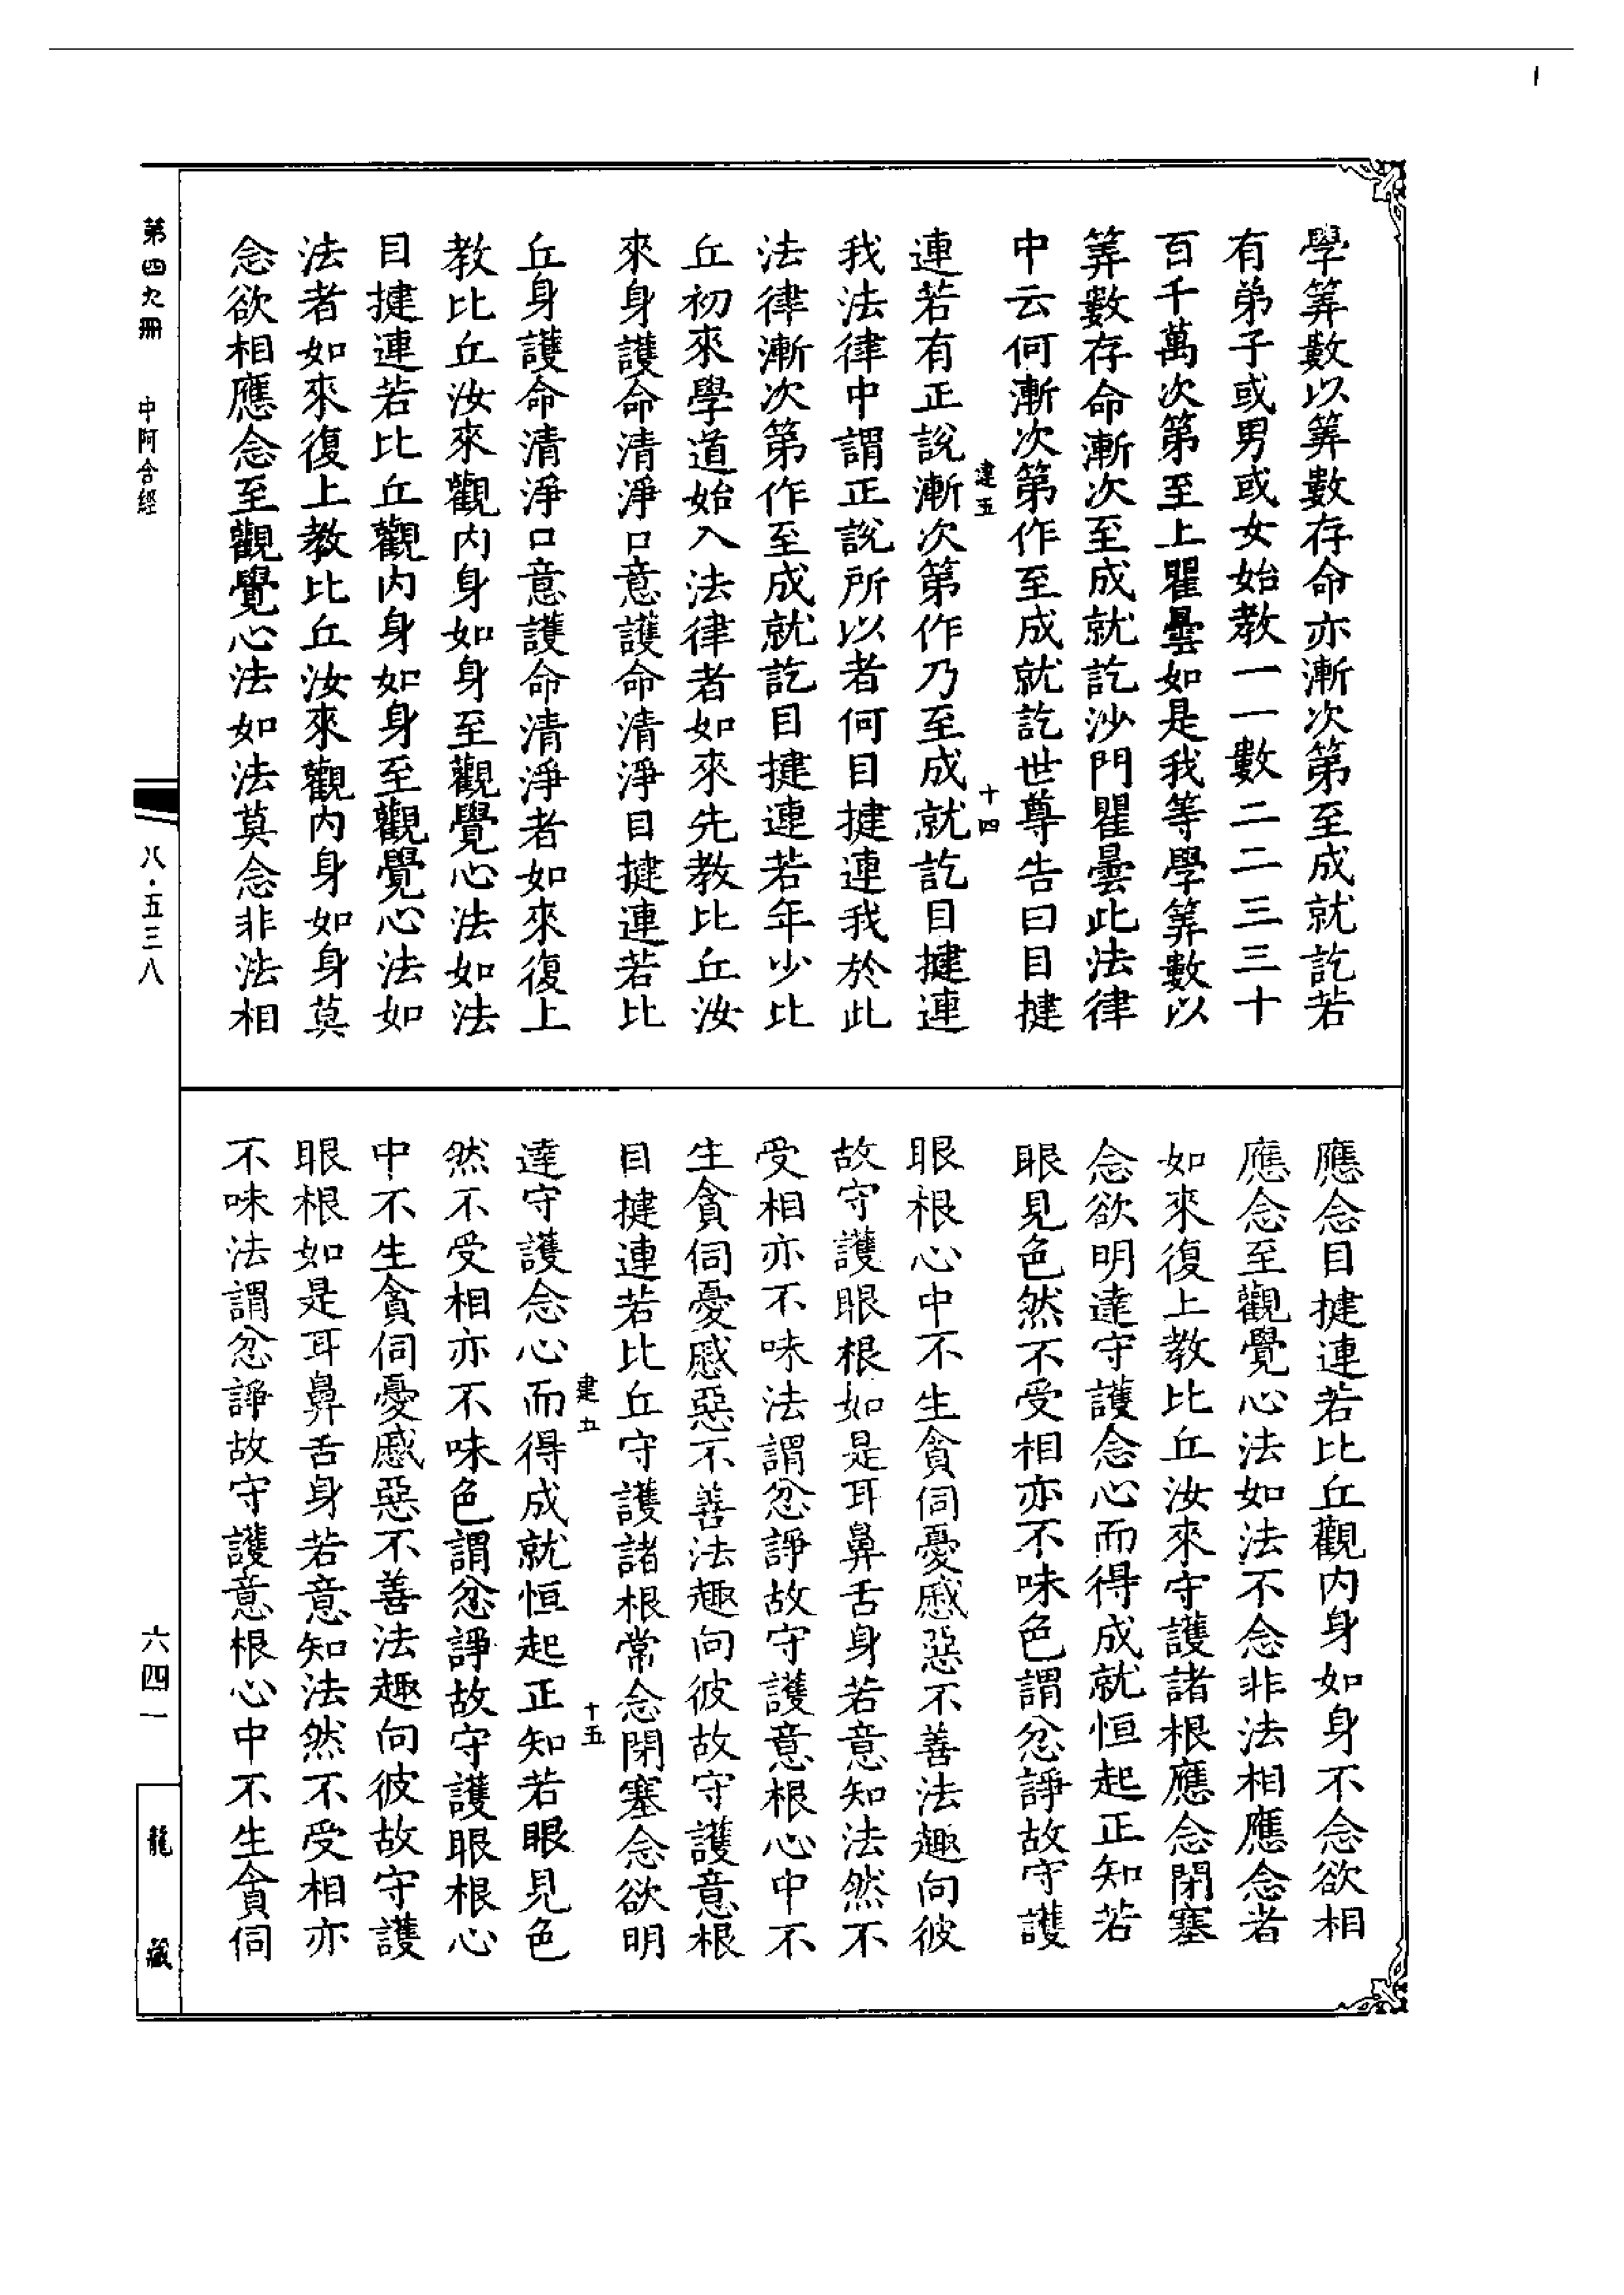 學筭數以筭數存命亦漸次第至成就訖若
有弟子或男或女始教一一數二二三三十
百千萬次第至上瞿曇如是我等學筭數以
筭數存命漸次至成就訖沙門瞿曇此法律
中云何漸次第作至成就訖世尊告曰目揵
建五
十四
連若有正說漸次第作乃至成就訖目揵連
我法律中謂正說所以者何目揵連我於此
法律漸次第作至成就訖目揵連若年少比
丘初來學道始入法律者如來先教比丘汝
來身護命清淨口意護命清淨目揵連若比
丘身護命清淨口意護命清淨者如來復上
教比丘汝來觀內身如身至觀覺心法如法
目揵連若比丘觀內身如身至觀覺心法如
法者如來復上教比丘汝來觀內身如身莫
念欲相應念至觀覺心法如法莫念非法相
應念目揵連若比丘觀內身如身不念欲相
應念至觀覺心法如法不念非法相應念者
如來復上教比丘汝來守護諸根應念閉塞
念欲明達守護念心而得成就恒起正知若
眼見色然不受相亦不味色謂忿諍故守護
眼根心中不生貪伺憂慼惡不善法趣向彼
故守護眼根如是耳鼻舌身若意知法然不
受相亦不味法謂忿諍故守護意根心中不
生貪伺憂慼惡不善法趣向彼故守護意根
目揵連若比丘守護諸根常念閉塞念欲明
建五
十五
達守護念心而得成就恒起正知若眼見色
然不受相亦不味色謂忿諍故守護眼根心
中不生貪伺憂慼惡不善法趣向彼故守護
眼根如是耳鼻舌身若意知法然不受相亦
不味法謂忿諍故守護意根心中不生貪伺
第四九冊
中阿含經
八·五三八
六四一
龍藏
1